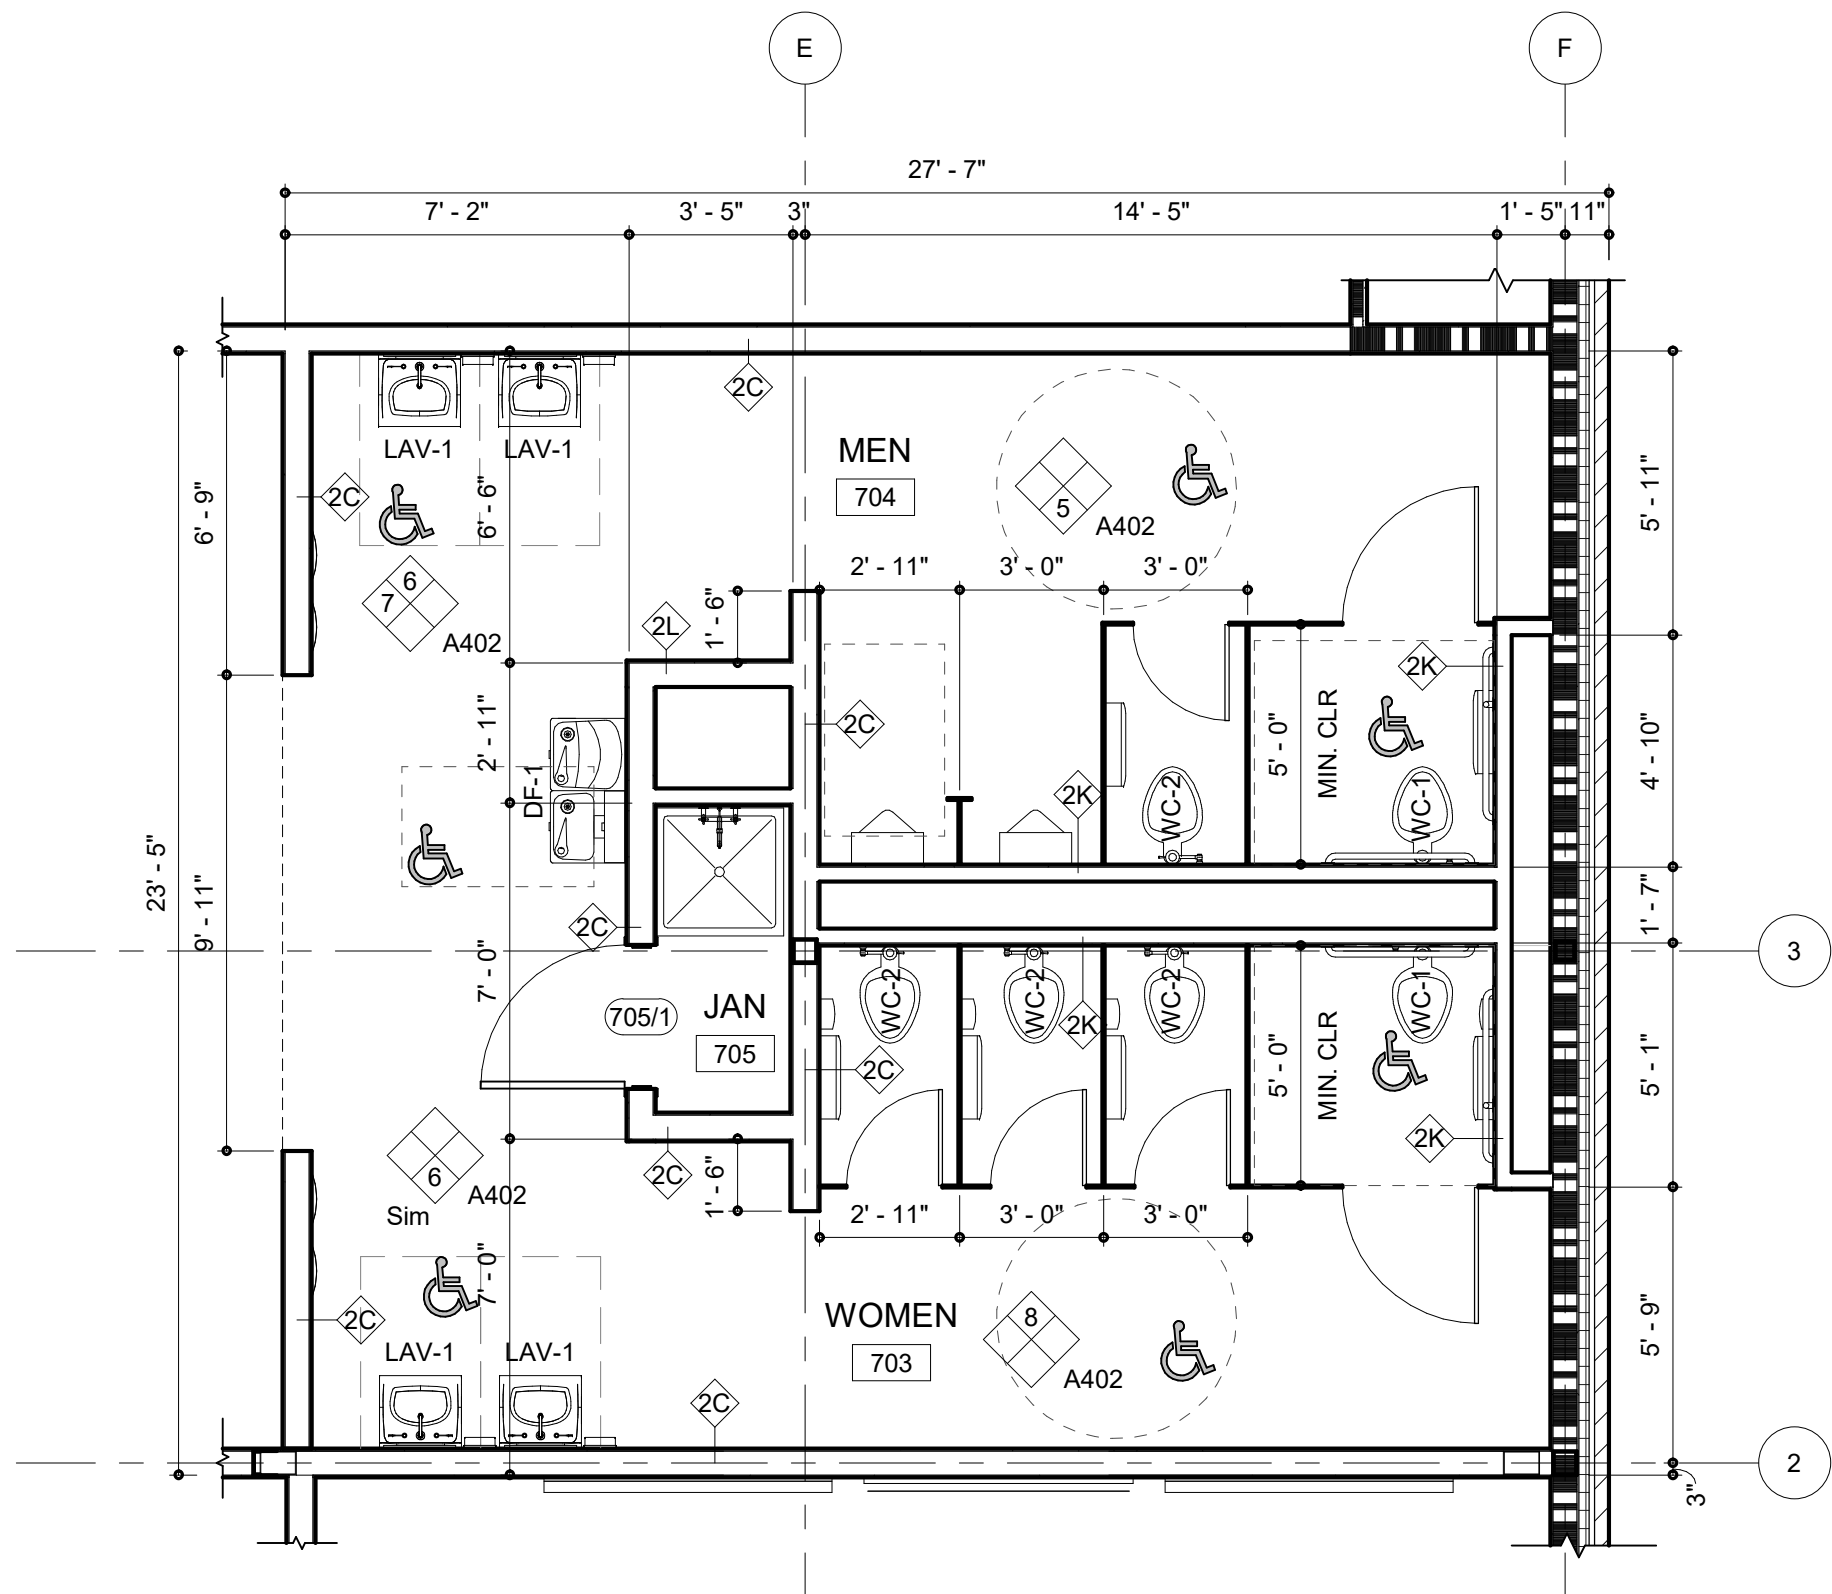 E
F
27' - 7"
7' - 2"
3' - 5"
3"
14' - 5"
1' - 5"
11"
2C
LAV-1
LAV-1
MEN
704
5
A402
2C
6' - 9"
6' - 6"
5' - 11"
6
7
A402
2L
1' - 6"
2' - 11"
3' - 0"
3' - 0"
2K
2C
2' - 11"
DF-1
5' - 0"
MIN. CLR
4' - 10"
2K
WC-2
WC-1
23' - 5"
9' - 11"
2C
1' - 7"
3
7' - 0"
705/1
JAN
705
WC-2
WC-2
WC-2
WC-1
2K
2C
5' - 0"
MIN. CLR
5' - 1"
2K
6
A402
Sim
2C
1' - 6"
2' - 11"
3' - 0"
3' - 0"
7' - 0"
2C
WOMEN
703
8
A402
5' - 9"
LAV-1
LAV-1
2C
2
3"